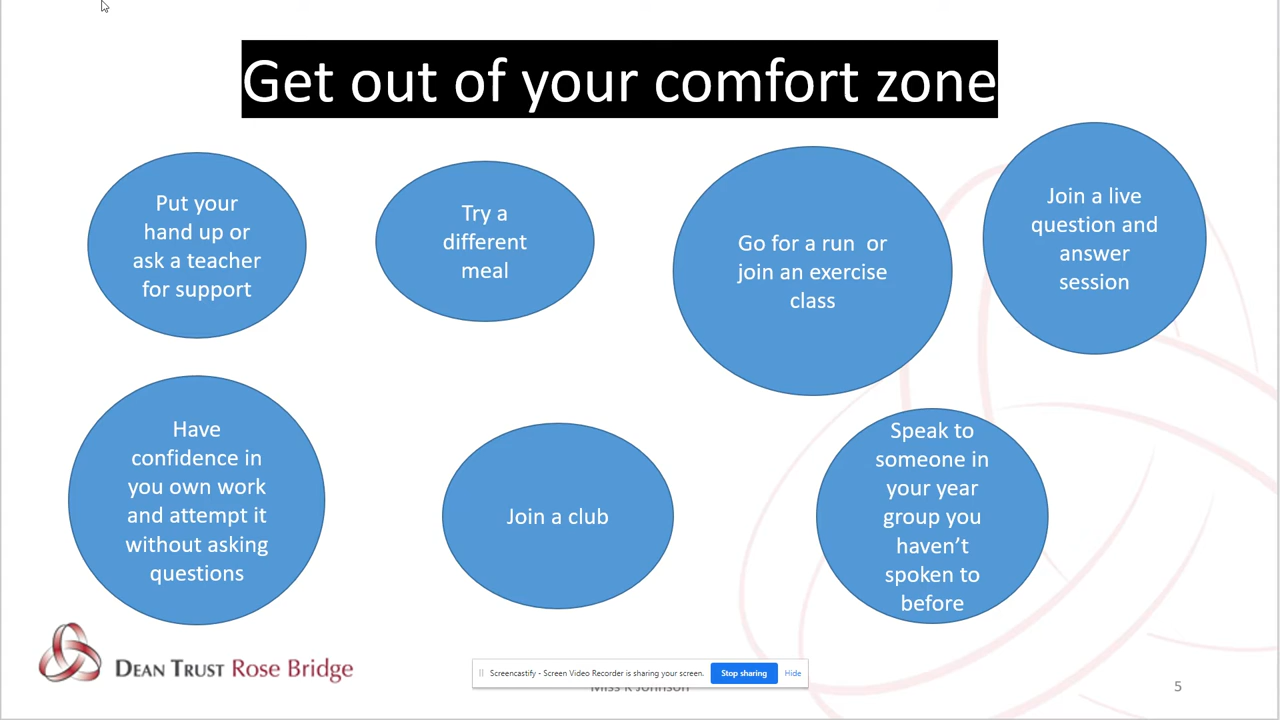 Get out of your comfort zone
Put your
hand up or
ask a teacher
for support
Try a
different
meal
Go for a run  or
join an exercise
class
Join a live
question and
answer
session
Have
confidence in
you own work
and attempt it
without asking
questions
Join a club
Speak to
someone in
your year
group you
haven't
spoken to
before
DEAN TRUST Rose Bridge
Screencastify - Screen Video Recorder is sharing your screen.
Stop sharing
Hide
Miss R Johnson
5